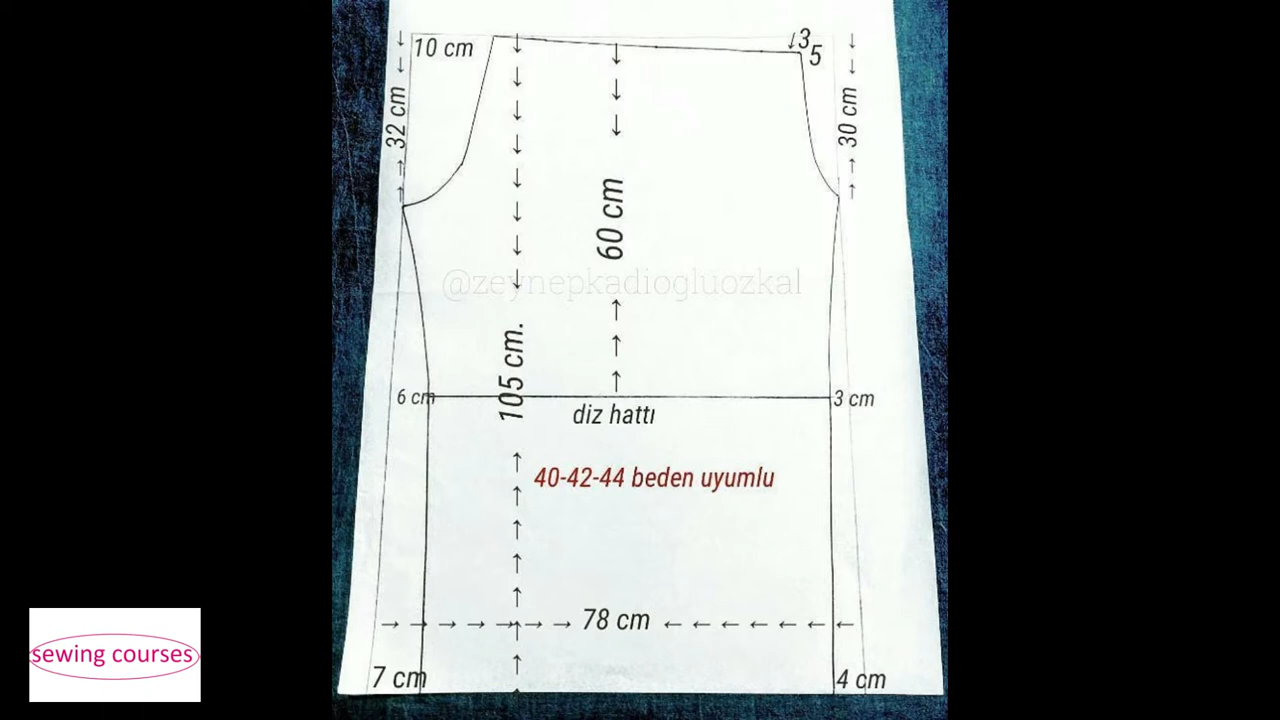 10 cm
↓3
5
32 cm
30 cm
60 cm
@zeynepkadiogluozkal
105 cm.
6 cm
3 cm
diz hattı
40-42-44 beden uyumlu
78 cm
7 cm
4 cm
sewing courses